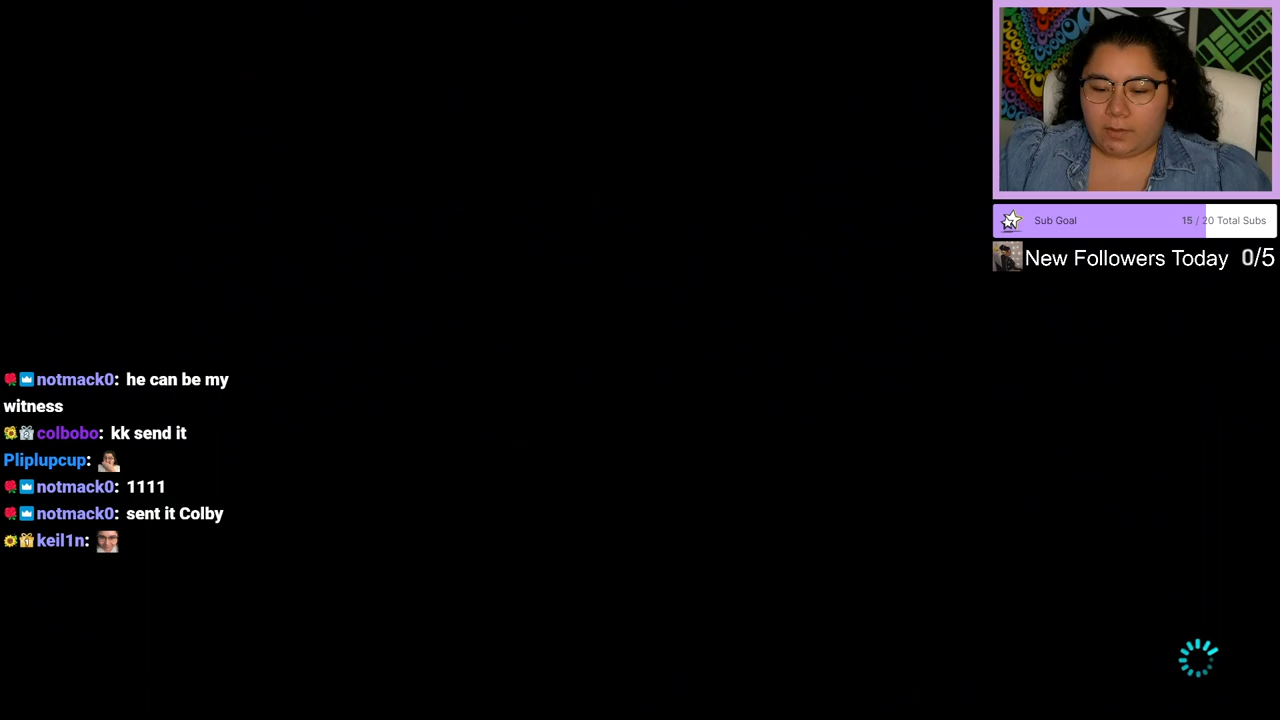 Sub Goal 15 / 20 Total Subs
New Followers Today 0/5
notmack0: he can be my
witness
colbobo: kk send it
Pliplupcup:
notmack0: 1111
notmack0: sent it Colby
keil1n: